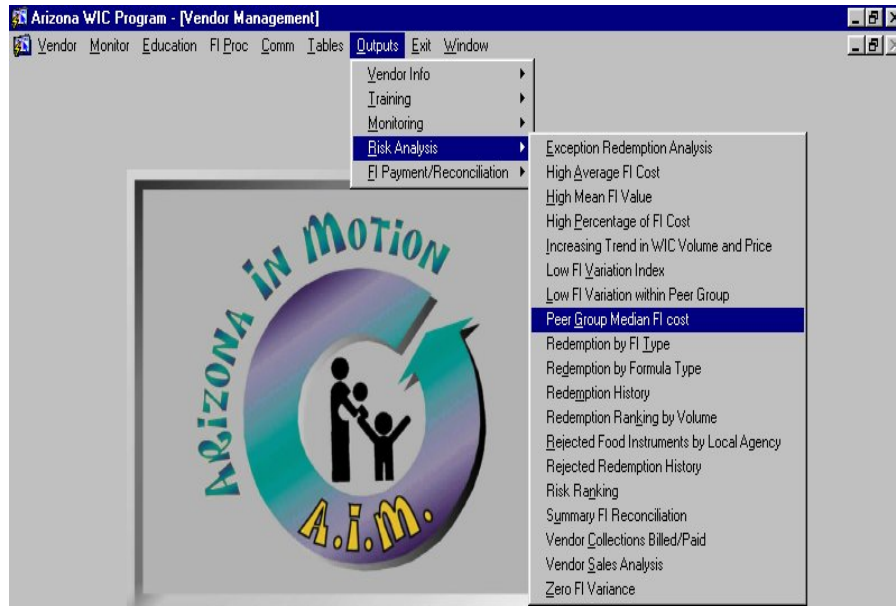 Arizona WIC Program - [Vendor Management]
Vendor Monitor Education FI Proc Comm Tables Outputs Exit Window
Vendor Info
Training
Monitoring
Risk Analysis
FI Payment/Reconciliation
Exception Redemption Analysis
High Average FI Cost
High Mean FI Value
High Percentage of FI Cost
Increasing Trend in WIC Volume and Price
Low FI Variation Index
Low FI Variation within Peer Group
Peer Group Median FI cost
Redemption by FI Type
Redemption by Formula Type
Redemption History
Redemption Ranking by Volume
Rejected Food Instruments by Local Agency
Rejected Redemption History
Risk Ranking
Summary FI Reconciliation
Vendor Collections Billed/Paid
Vendor Sales Analysis
Zero FI Variance
ARIZONA IN MOTION
A.I.M.